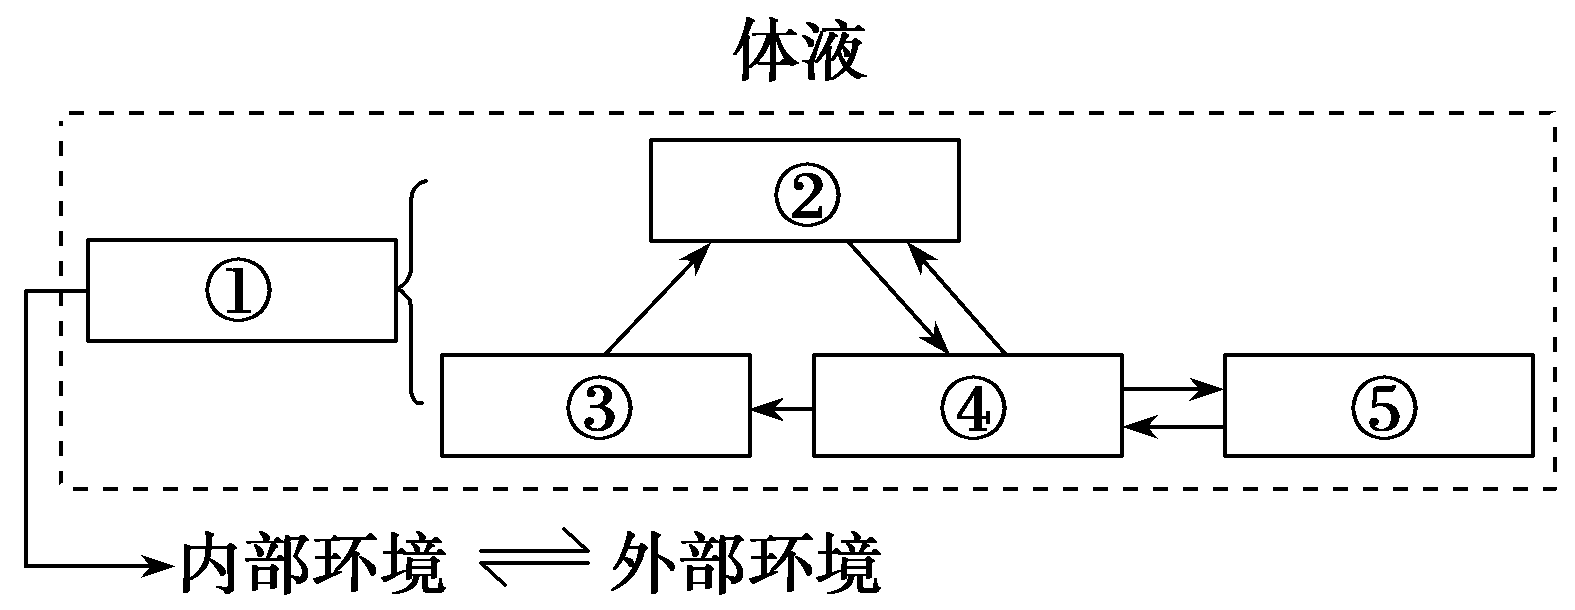 体液
②
①
③ ④ ⑤
内部环境 ⇌ 外部环境